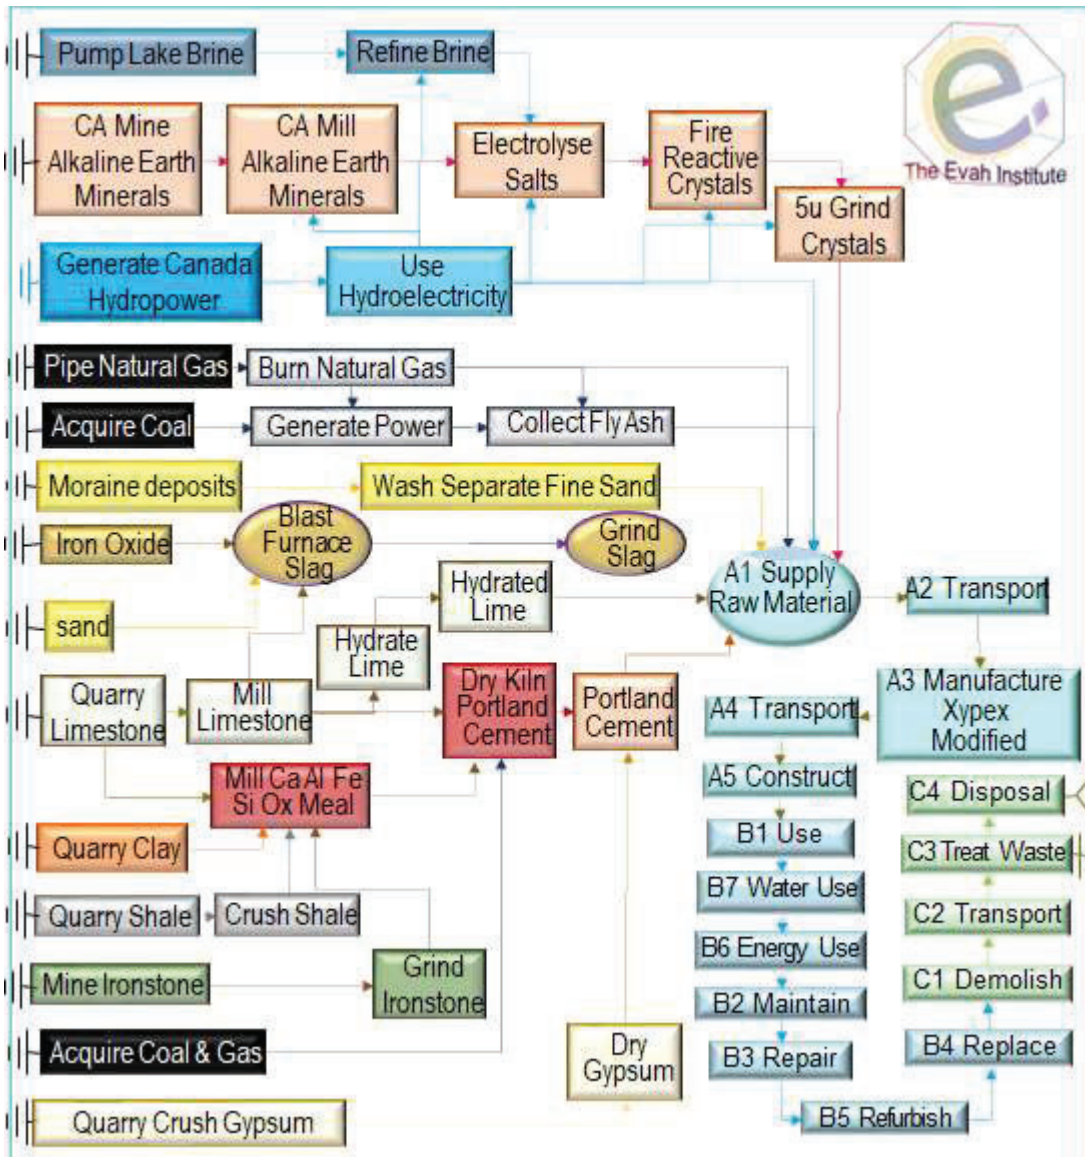 Pump Lake Brine
Refine Brine
CA Mine
Alkaline Earth
Minerals
CA Mill
Alkaline Earth
Minerals
Electrolyse
Salts
Fire
Reactive
Crystals
The Evah Institute
5u Grind
Crystals
Generate Canada
Hydropower
Use
Hydroelectricity
Pipe Natural Gas
Burn Natural Gas
Acquire Coal
Generate Power
Collect Fly Ash
Moraine deposits
Wash Separate Fine Sand
Iron Oxide
Blast
Furnace
Slag
Grind
Slag
sand
Hydrated
Lime
Hydrate
Lime
A1 Supply
Raw Material
A2 Transport
Quarry
Limestone
Mill
Limestone
Dry Kiln
Portland
Cement
Portland
Cement
A3 Manufacture
Xypex
Modified
A4 Transport
Mill Ca Al Fe
Si Ox Meal
A5 Construct
C4 Disposal
Quarry Clay
B1 Use
C3 Treat Waste
Quarry Shale
Crush Shale
B7 Water Use
C2 Transport
Mine Ironstone
Grind
Ironstone
B6 Energy Use
C1 Demolish
B2 Maintain
Acquire Coal & Gas
Dry
Gypsum
B3 Repair
B4 Replace
Quarry Crush Gypsum
B5 Refurbish